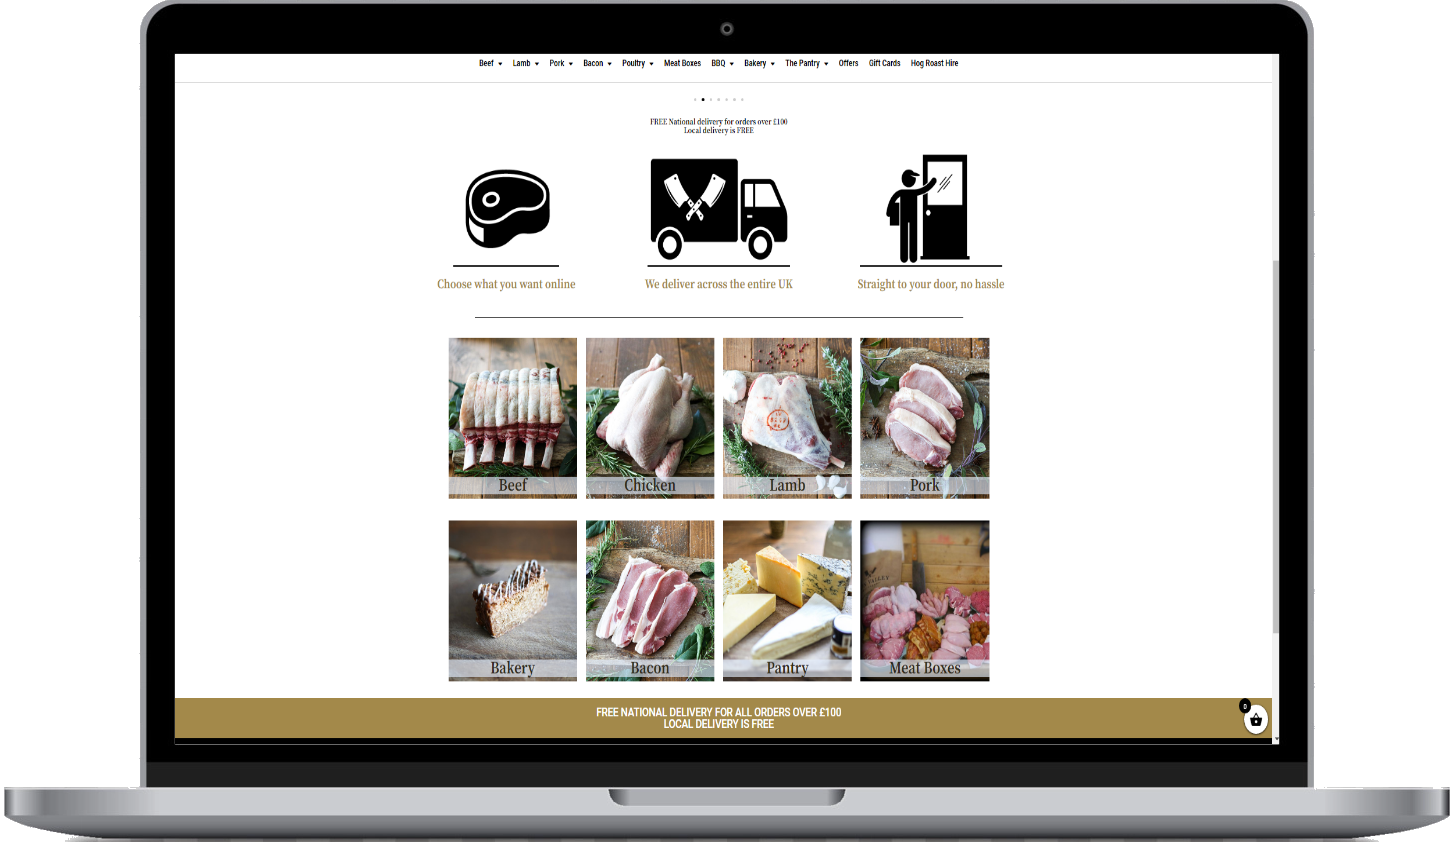 Beef Lamb Pork Bacon Poultry Meat Boxes BBQ Bakery The Pantry Offers Gift Cards Hog Roast Hire
FREE National delivery for orders over £100
Local delivery is FREE
Choose what you want online
We deliver across the entire UK
Straight to your door, no hassle
Beef
Chicken
Lamb
Pork
Bakery
Bacon
Pantry
Meat Boxes
FREE NATIONAL DELIVERY FOR ALL ORDERS OVER £100
LOCAL DELIVERY IS FREE
0